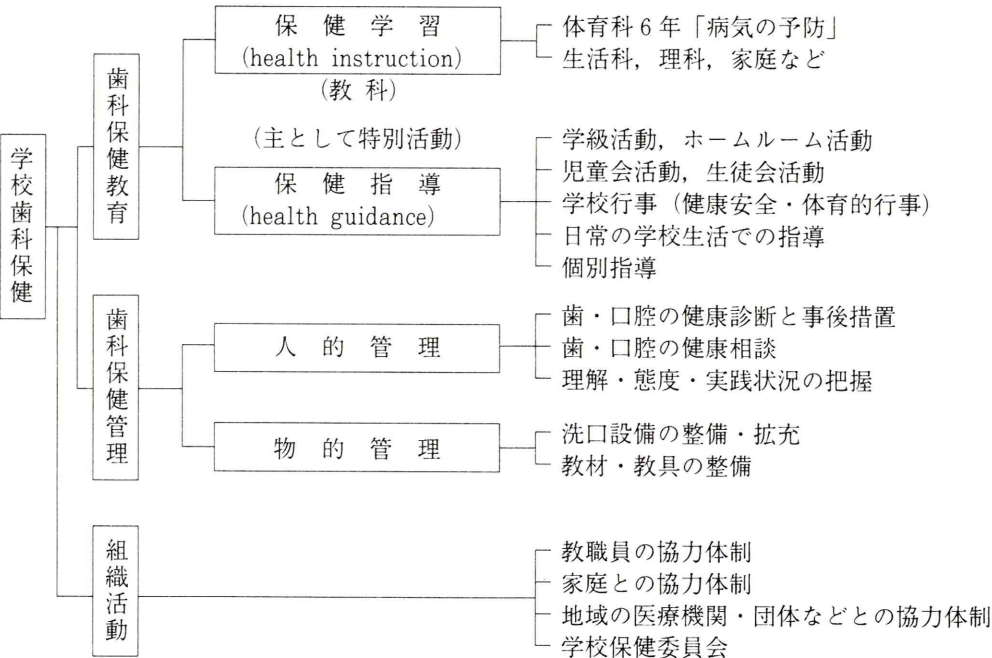 学校歯科保健
歯科保健教育
保健学習
(health instruction)
(教科)
体育科6年「病気の予防」
生活科，理科，家庭など
(主として特別活動)
保健指導
(health guidance)
学級活動，ホームルーム活動
児童会活動，生徒会活動
学校行事（健康安全・体育的行事）
日常の学校生活での指導
個別指導
歯科保健管理
人的管理
歯・口腔の健康診断と事後措置
歯・口腔の健康相談
理解・態度・実践状況の把握
物的管理
洗口設備の整備・拡充
教材・教具の整備
組織活動
教職員の協力体制
家庭との協力体制
地域の医療機関・団体などとの協力体制
学校保健委員会